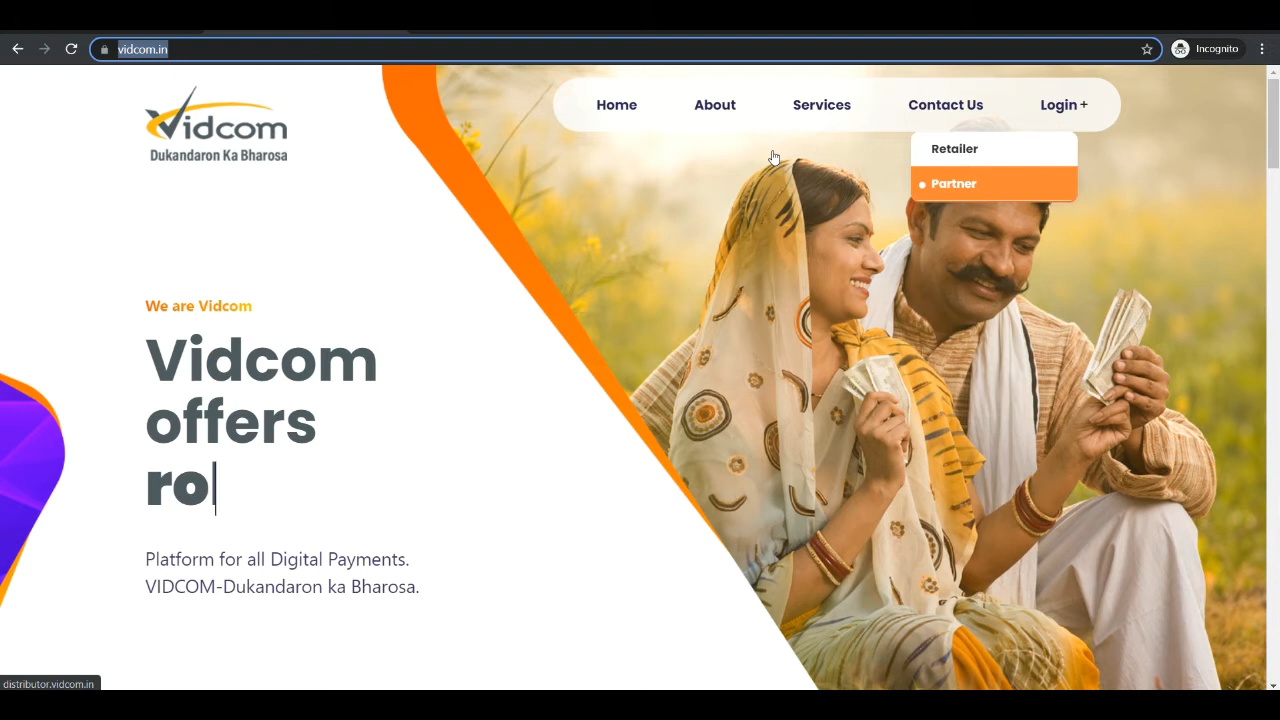 vidcom.in
Incognito
Vidcom
Dukandaron Ka Bharosa
Home
About
Services
Contact Us
Login +
Retailer
Partner
We are Vidcom
Vidcom
offers
ro
Platform for all Digital Payments.
VIDCOM-Dukandaron ka Bharosa.
distributor.vidcom.in